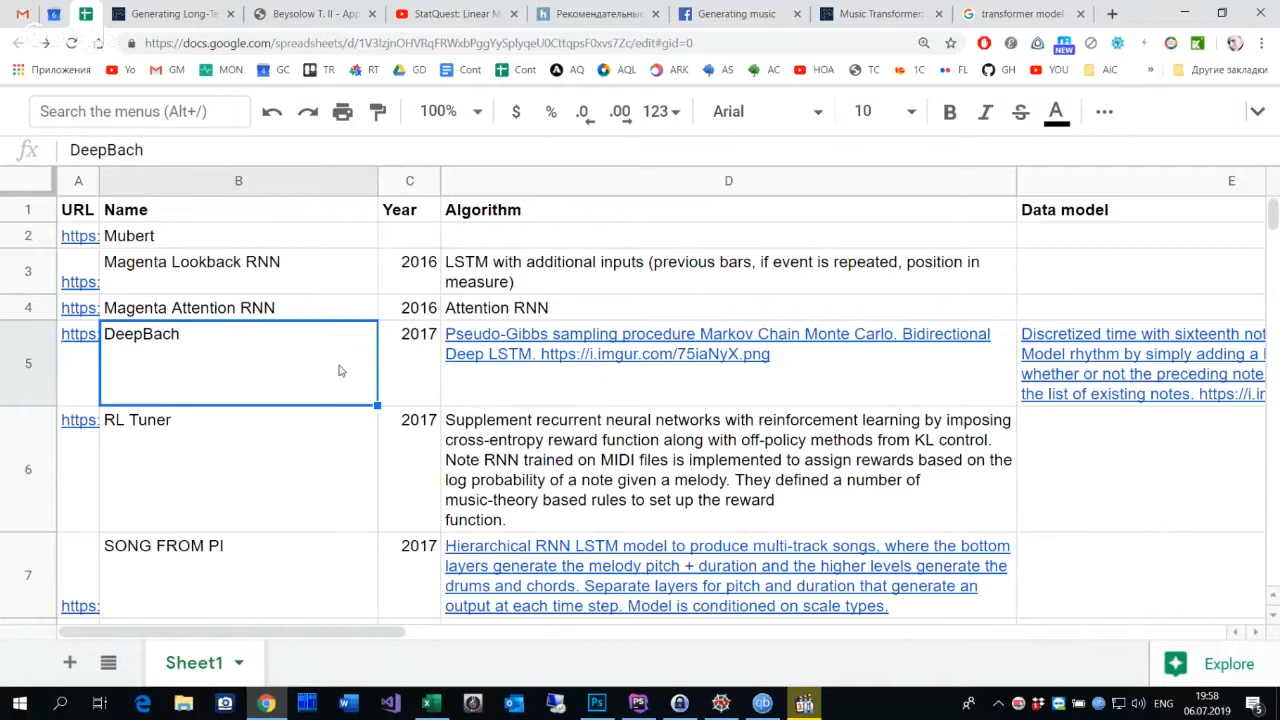 Generating Long-Te
Beysolow T. II - App
StatQuest: Linear M
Рекомендательные
Generating music
Music Transformer:
transformer model
https://docs.google.com/spreadsheets/d/1V3IzjnOHVRqFRWxbPggYySplyqeU0CttqpsF0xvs7Zc/edit#gid=0
NEW
Приложения Yo GM MON GC TR RT GD Cont Cont AQ AQL ARK AS AC HOA TC 1C FL GH YOU AiC » Другие закладки
Search the menus (Alt+/) 100% $ % .0 .00 123 Arial 10 B I S A
fx DeepBach
A B C D E
1 URL Name Year Algorithm Data model
2 https: Mubert
3 https: Magenta Lookback RNN 2016 LSTM with additional inputs (previous bars, if event is repeated, position in
measure)
4 https: Magenta Attention RNN 2016 Attention RNN
5 https: DeepBach 2017 Pseudo-Gibbs sampling procedure Markov Chain Monte Carlo. Bidirectional
Deep LSTM. https://i.imgur.com/75iaNyX.png
Discretized time with sixteenth not
Model rhythm by simply adding a
whether or not the preceding note
the list of existing notes. https://i.in
6 https: RL Tuner 2017 Supplement recurrent neural networks with reinforcement learning by imposing
cross-entropy reward function along with off-policy methods from KL control.
Note RNN trained on MIDI files is implemented to assign rewards based on the
log probability of a note given a melody. They defined a number of
music-theory based rules to set up the reward
function.
7 https: SONG FROM PI 2017 Hierarchical RNN LSTM model to produce multi-track songs, where the bottom
layers generate the melody pitch + duration and the higher levels generate the
drums and chords. Separate layers for pitch and duration that generate an
output at each time step. Model is conditioned on scale types.
Sheet1
Explore
ENG
19:58
06.07.2019
5